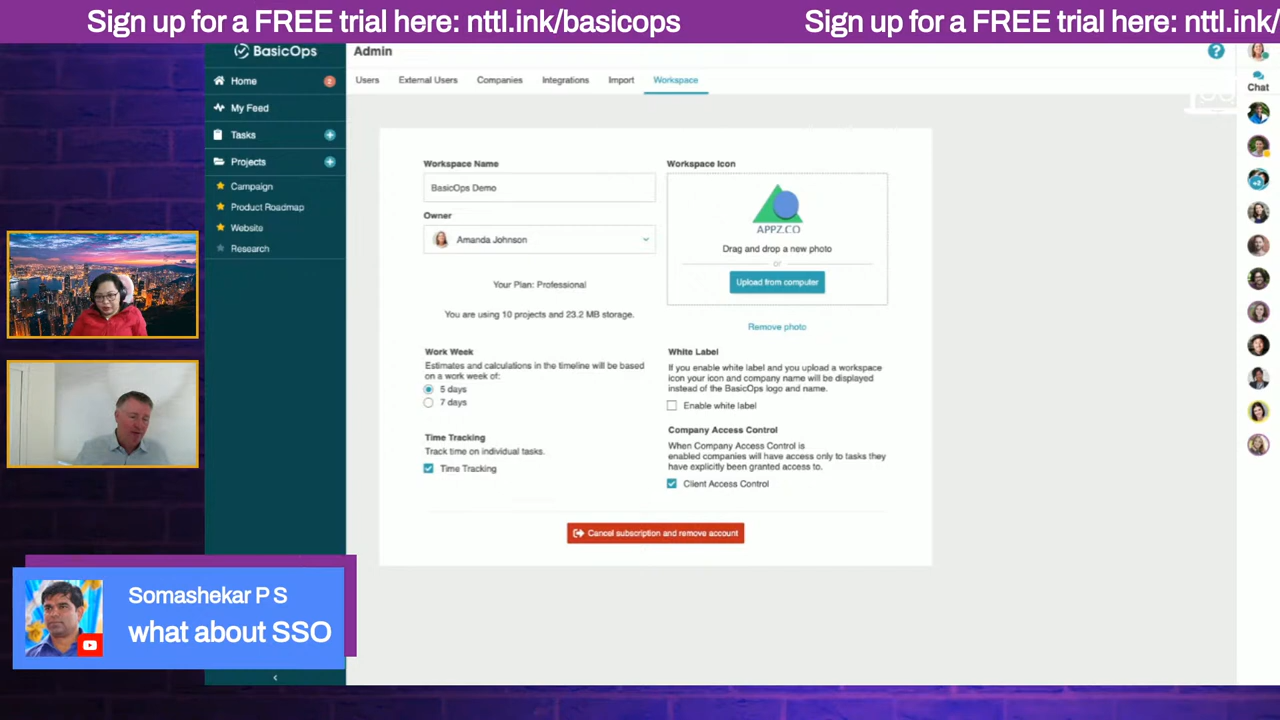 Sign up for a FREE trial here: nttl.ink/basicops
Sign up for a FREE trial here: nttl.ink/
BasicOps
Admin
?
Home
2
Users
External Users
Companies
Integrations
Import
Workspace
Chat
My Feed
Tasks
Projects
Campaign
Product Roadmap
Website
Research
+2
Workspace Name
BasicOps Demo
Owner
Amanda Johnson
Your Plan: Professional
You are using 10 projects and 23.2 MB storage.
Work Week
Estimates and calculations in the timeline will be based
on a work week of:
5 days
7 days
Time Tracking
Track time on individual tasks.
Time Tracking
Workspace Icon
APPZ.CO
Drag and drop a new photo
or
Upload from computer
Remove photo
White Label
If you enable white label and you upload a workspace
icon your icon and company name will be displayed
instead of the BasicOps logo and name.
Enable white label
Company Access Control
When Company Access Control is
enabled companies will have access only to tasks they
have explicitly been granted access to.
Client Access Control
Cancel subscription and remove account
Somashekar P S
what about SSO